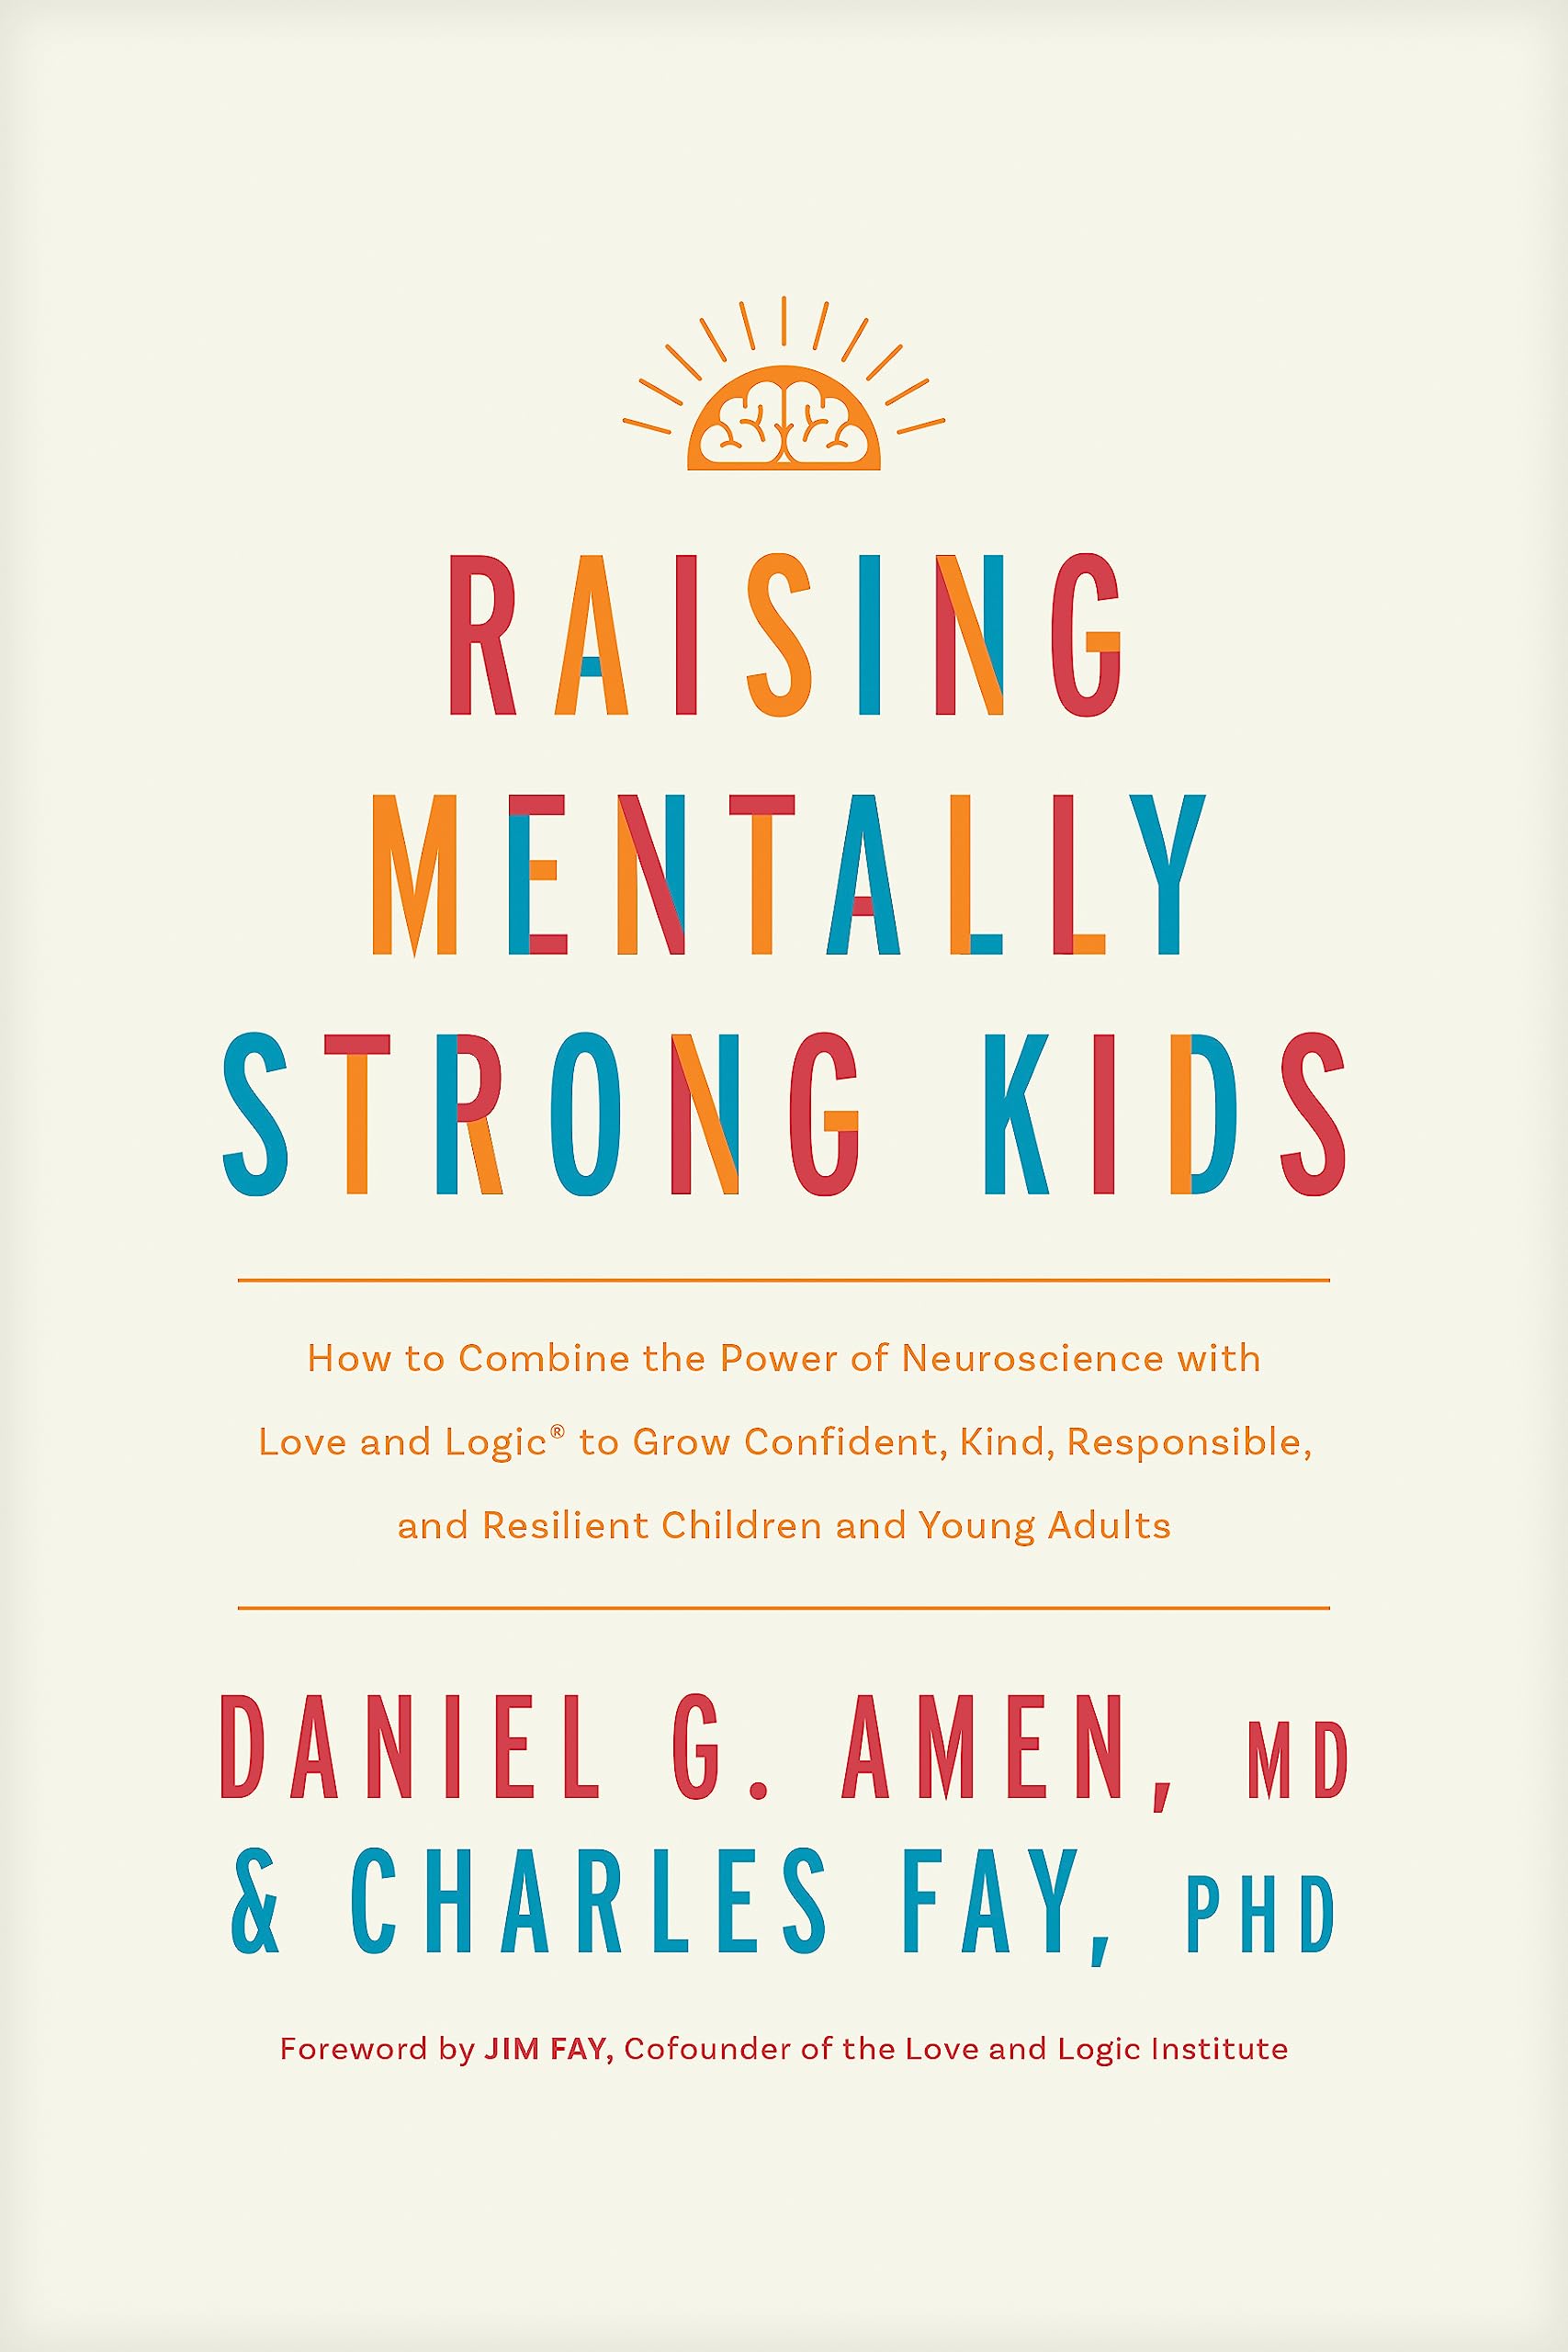 RAISING
MENTALLY
STRONG KIDS
How to Combine the Power of Neuroscience with
Love and Logic® to Grow Confident, Kind, Responsible,
and Resilient Children and Young Adults
DANIEL G. AMEN, MD
& CHARLES FAY, PHD
Foreword by JIM FAY, Cofounder of the Love and Logic Institute